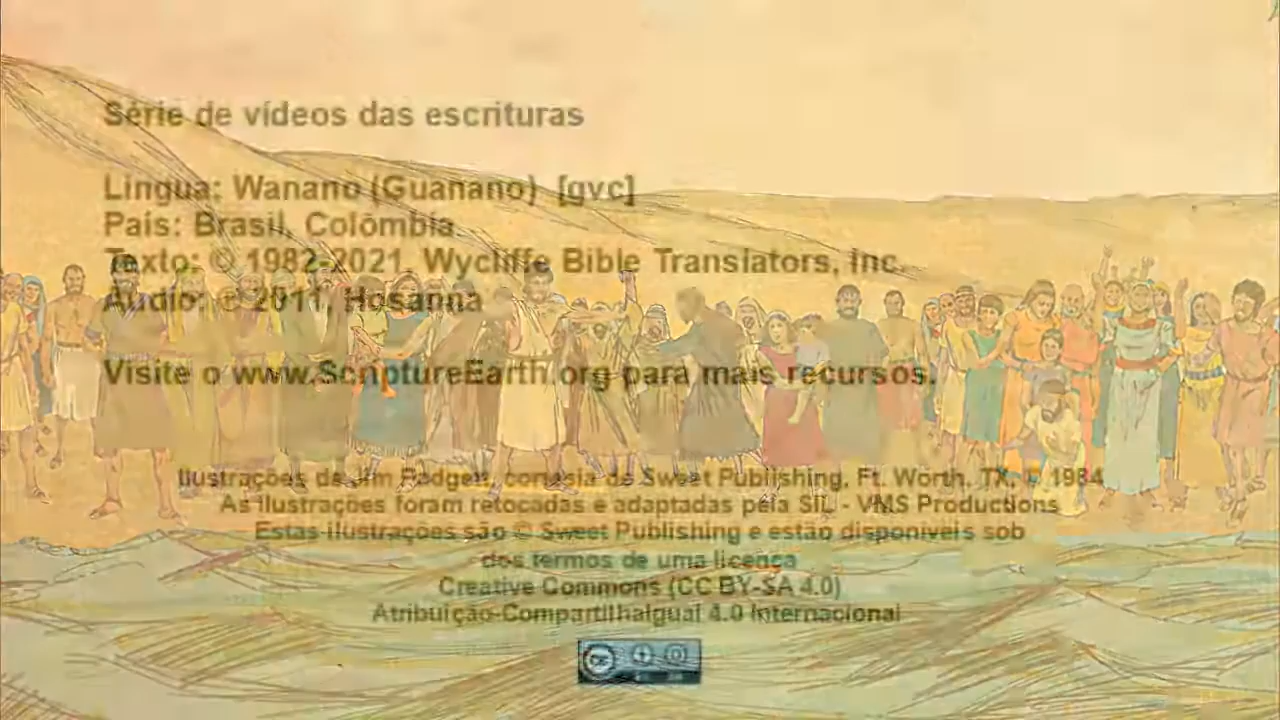 Série de vídeos das escrituras
Língua: Wanano (Guanano) [gvc]
País: Brasil, Colômbia
Texto: © 1982-2021, Wycliffe Bible Translators, Inc.
Áudio: ℗ 2011, Hosanna
Visite o www.ScriptureEarth.org para mais recursos.
Ilustrações de Jim Padgett, cortesia de Sweet Publishing, Ft. Worth, TX, © 1984
As ilustrações foram retocadas e adaptadas pela SIL - VMS Productions
Estas ilustrações são © Sweet Publishing e estão disponíveis sob
dos termos de uma licença
Creative Commons (CC BY-SA 4.0)
Atribuição-CompartilhaIgual 4.0 Internacional